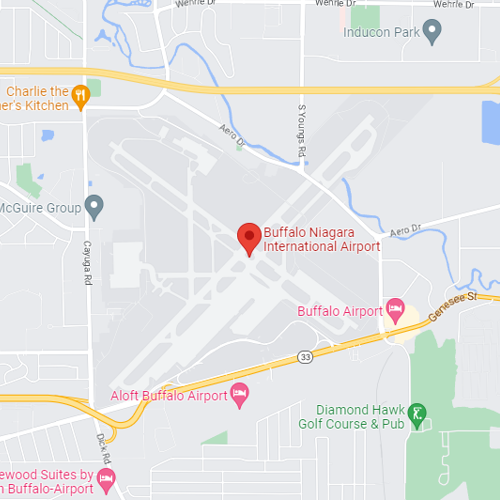 Wehrle Dr
Wehrle Dr
Wehrle Dr
Inducon Park
Charlie the
er's Kitchen
S Youngs Rd
Aero Dr
McGuire Group
Cayuga Rd
Buffalo Niagara
International Airport
Aero Dr
Buffalo Airport
Genesee St
33
Aloft Buffalo Airport
Diamond Hawk
Golf Course & Pub
Dick Rd
ewood Suites by
n Buffalo-Airport